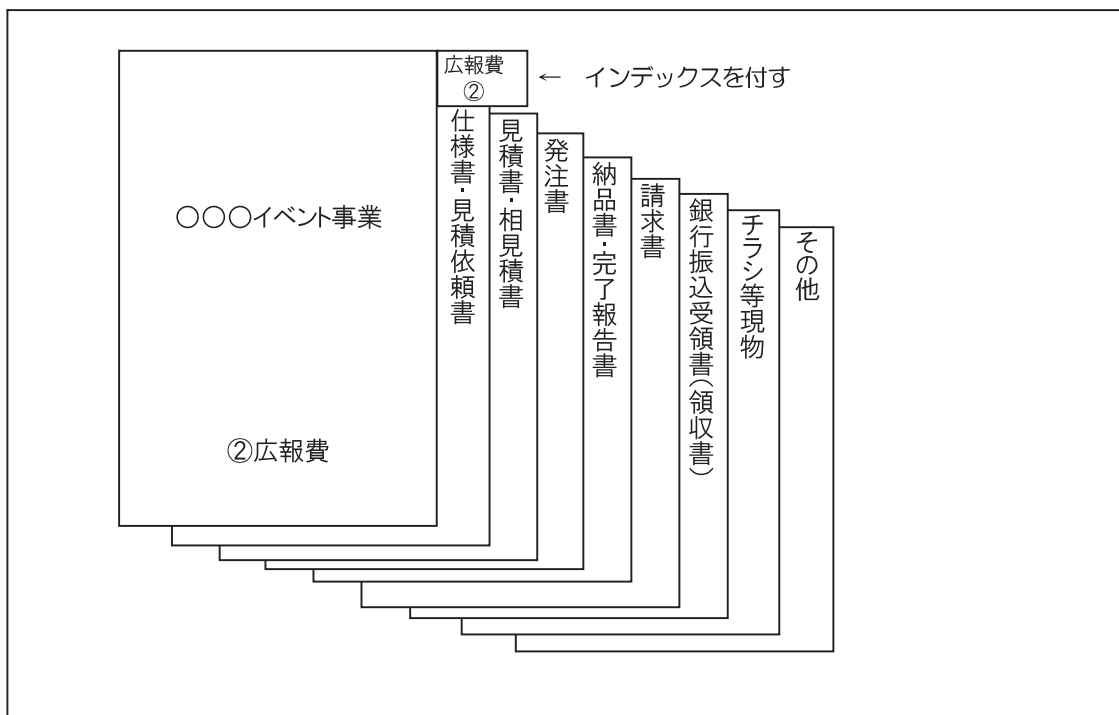 広報費
②
← インデックスを付す
○○○イベント事業
②広報費
仕様書・見積依頼書
見積書・相見積書
発注書
納品書・完了報告書
請求書
銀行振込受領書(領収書)
チラシ等現物
その他